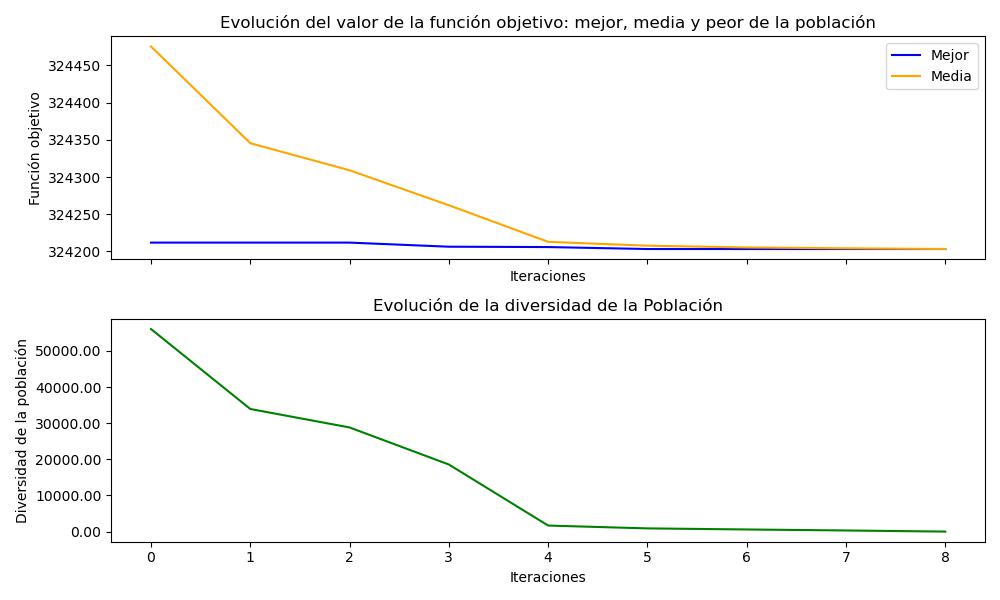 Evolución del valor de la función objetivo: mejor, media y peor de la población
Mejor
Media
324450
324400
324350
324300
324250
324200
Función objetivo
Iteraciones
Evolución de la diversidad de la Población
50000.00
40000.00
30000.00
20000.00
10000.00
0.00
Diversidad de la población
0 1 2 3 4 5 6 7 8
Iteraciones